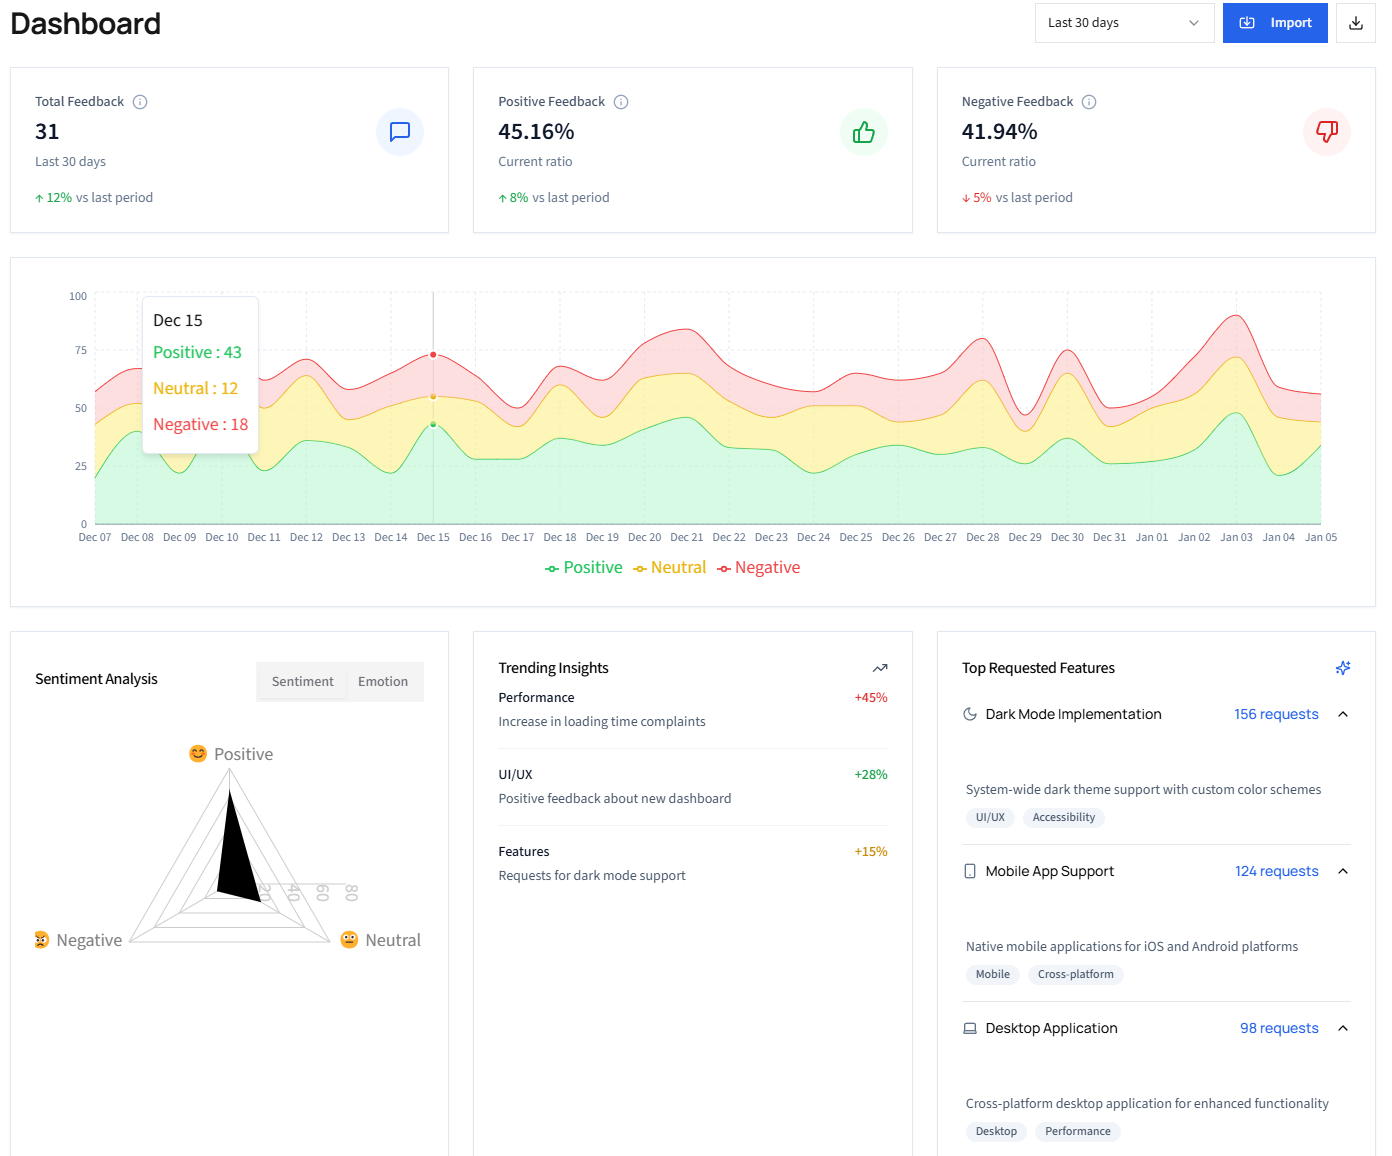 Dashboard
Last 30 days
Import
Total Feedback
31
Last 30 days
↑ 12% vs last period
Positive Feedback
45.16%
Current ratio
↑ 8% vs last period
Negative Feedback
41.94%
Current ratio
↓ 5% vs last period
100
75
50
25
0
Dec 15
Positive : 43
Neutral : 12
Negative : 18
Dec 07 Dec 08 Dec 09 Dec 10 Dec 11 Dec 12 Dec 13 Dec 14 Dec 15 Dec 16 Dec 17 Dec 18 Dec 19 Dec 20 Dec 21 Dec 22 Dec 23 Dec 24 Dec 25 Dec 26 Dec 27 Dec 28 Dec 29 Dec 30 Dec 31 Jan 01 Jan 02 Jan 03 Jan 04 Jan 05
Positive Neutral Negative
Sentiment Analysis
Sentiment Emotion
😊 Positive
20 40 60 80
Negative
😐 Neutral
Trending Insights
Performance +45%
Increase in loading time complaints
UI/UX +28%
Positive feedback about new dashboard
Features +15%
Requests for dark mode support
Top Requested Features
Dark Mode Implementation 156 requests
System-wide dark theme support with custom color schemes
UI/UX Accessibility
Mobile App Support 124 requests
Native mobile applications for iOS and Android platforms
Mobile Cross-platform
Desktop Application 98 requests
Cross-platform desktop application for enhanced functionality
Desktop Performance